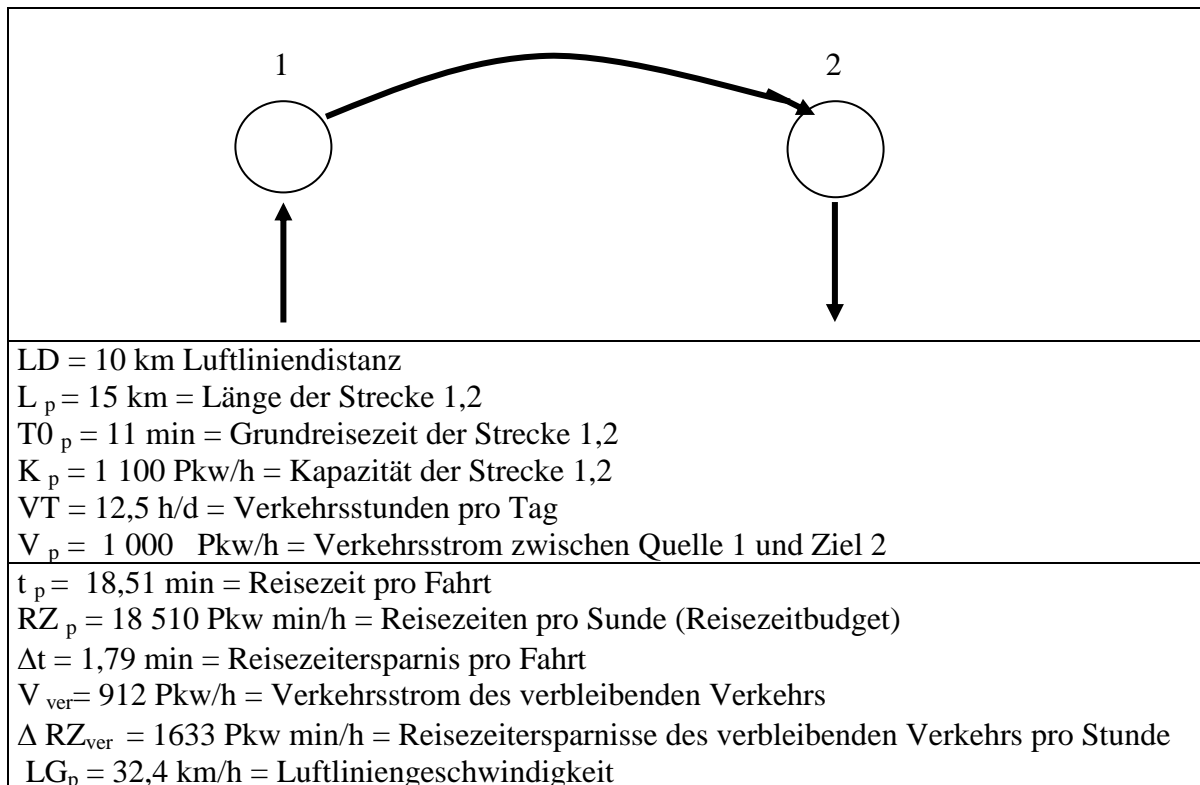 1 2
LD = 10 km Luftliniendistanz
L p = 15 km = Länge der Strecke 1,2
T0 p = 11 min = Grundreisezeit der Strecke 1,2
K p = 1 100 Pkw/h = Kapazität der Strecke 1,2
VT = 12,5 h/d = Verkehrsstunden pro Tag
V p = 1 000 Pkw/h = Verkehrsstrom zwischen Quelle 1 und Ziel 2
t p = 18,51 min = Reisezeit pro Fahrt
RZ p = 18 510 Pkw min/h = Reisezeiten pro Sunde (Reisezeitbudget)
Δt = 1,79 min = Reisezeitersparnis pro Fahrt
V ver= 912 Pkw/h = Verkehrsstrom des verbleibenden Verkehrs
Δ RZver = 1633 Pkw min/h = Reisezeitersparnisse des verbleibenden Verkehrs pro Stunde
LGp = 32,4 km/h = Luftliniengeschwindigkeit